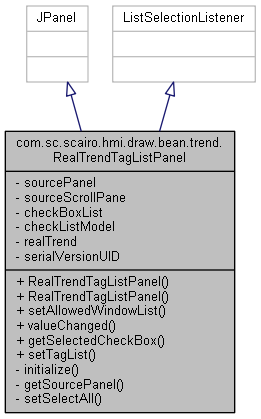 JPanel
ListSelectionListener
com.sc.scairo.hmi.draw.bean.trend.
RealTrendTagListPanel
- sourcePanel
- sourceScrollPane
- checkBoxList
- checkListModel
- realTrend
- serialVersionUID
+ RealTrendTagListPanel()
+ RealTrendTagListPanel()
+ setAllowedWindowList()
+ valueChanged()
+ getSelectedCheckBox()
+ setTagList()
- initialize()
- getSourcePanel()
- setSelectAll()